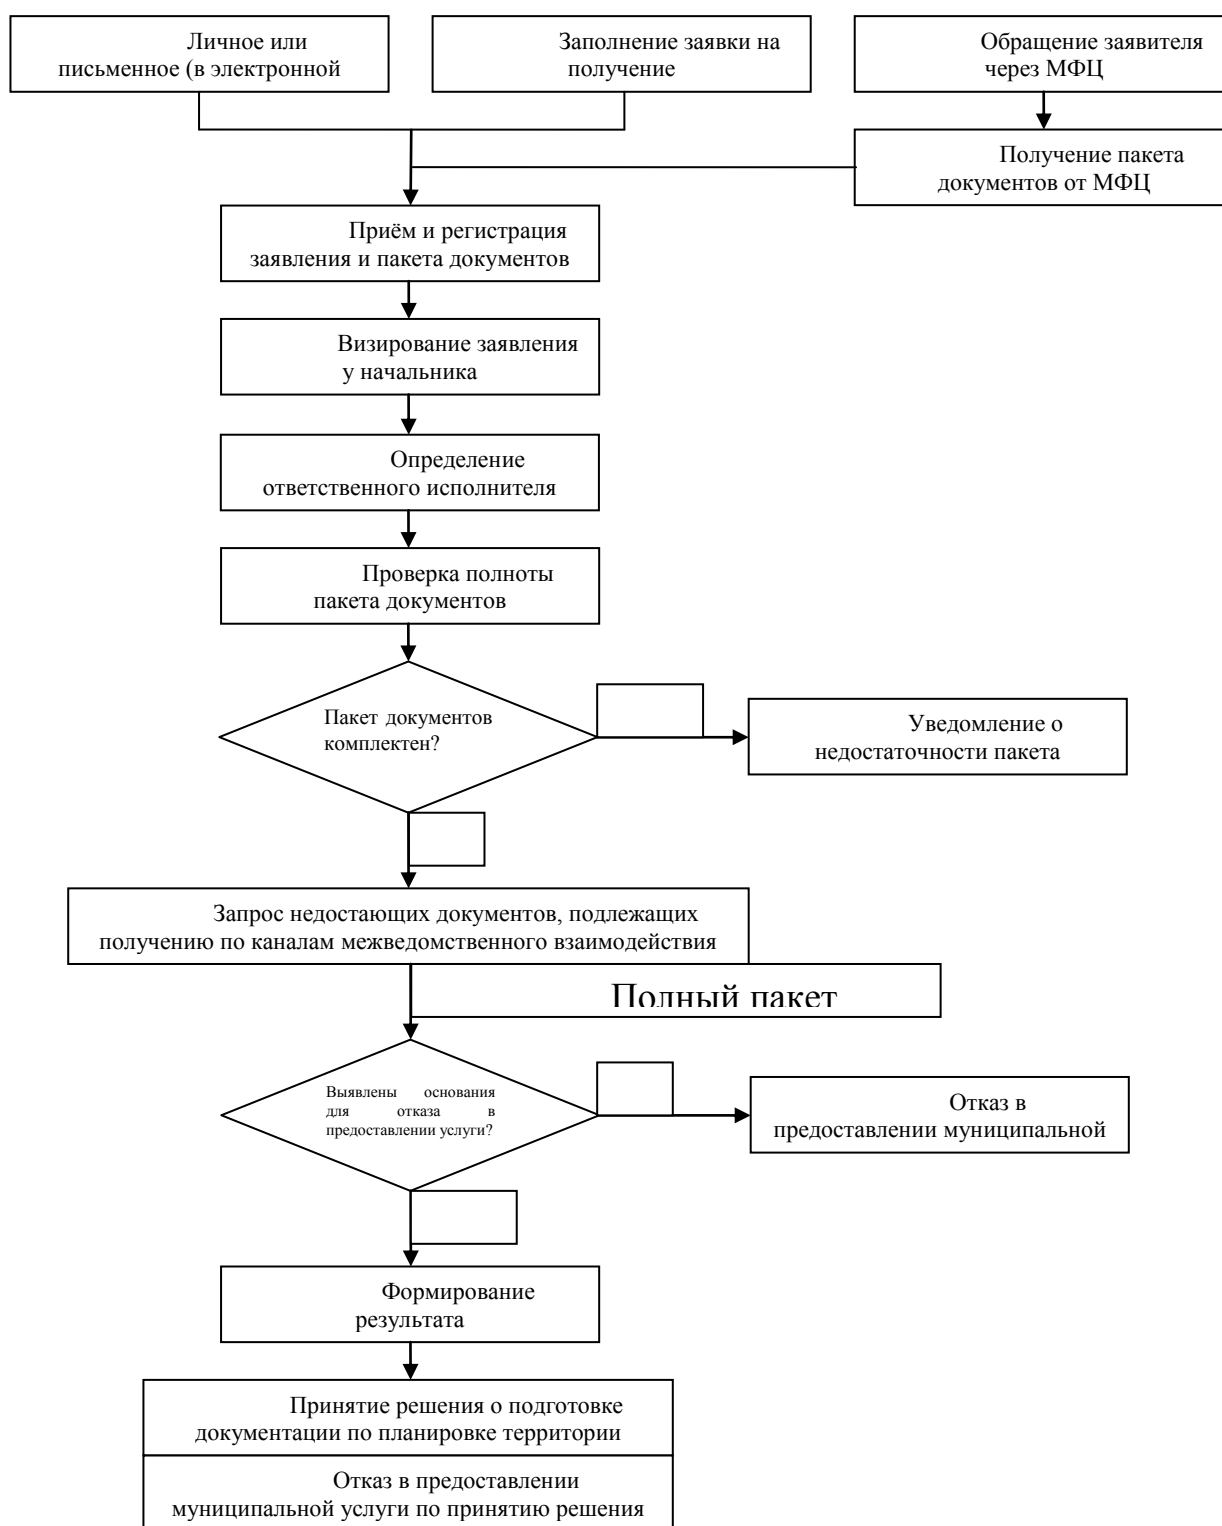 Личное или
письменное (в электронной
Заполнение заявки на
получение
Обращение заявителя
через МФЦ
Получение пакета
документов от МФЦ
Приём и регистрация
заявления и пакета документов
Визирование заявления
у начальника
Определение
ответственного исполнителя
Проверка полноты
пакета документов
Пакет документов
комплектен?
Уведомление о
недостаточности пакета
Запрос недостающих документов, подлежащих
получению по каналам межведомственного взаимодействия
Полный пакет
Выявлены основания
для отказа в
предоставлении услуги?
Отказ в
предоставлении муниципальной
Формирование
результата
Принятие решения о подготовке
документации по планировке территории
Отказ в предоставлении
муниципальной услуги по принятию решения